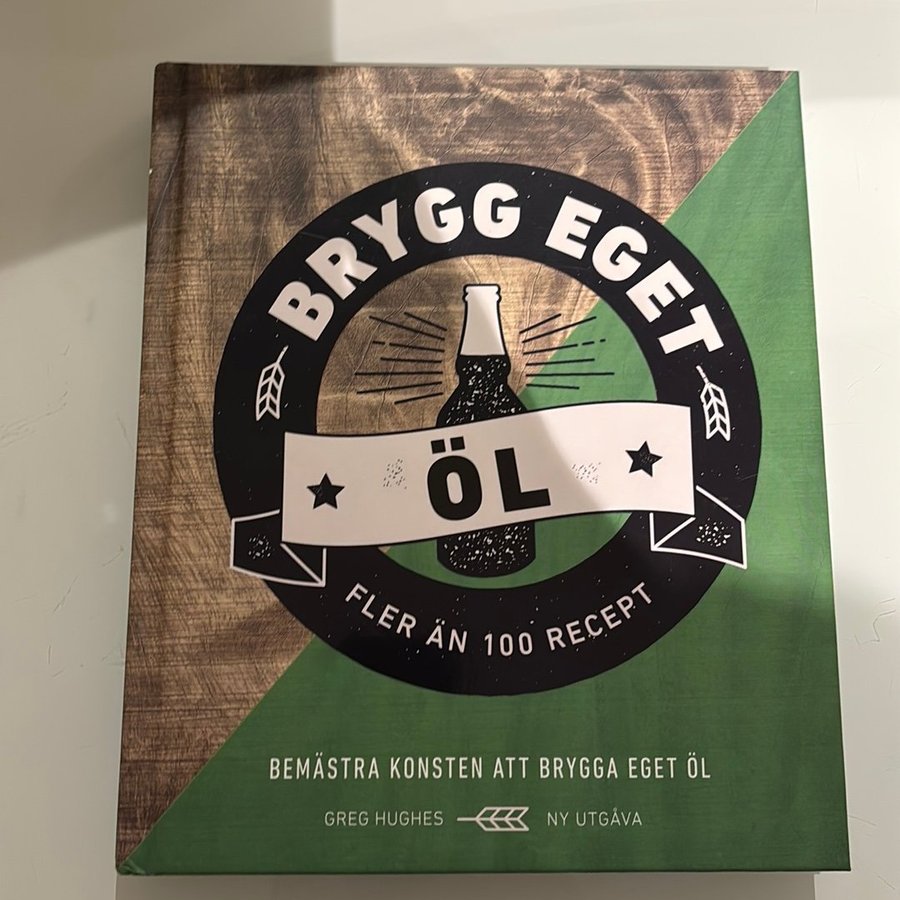 BRYGG EGET
ÖL
FLER ÄN 100 RECEPT
BEMÄSTRA KONSTEN ATT BRYGGA EGET ÖL
GREG HUGHES NY UTGÅVA